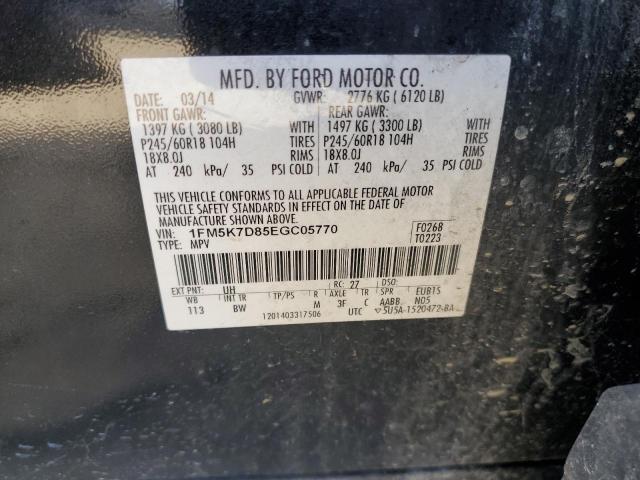 MFD. BY FORD MOTOR CO.
DATE: 03/14 GVWR: 2776 KG ( 6120 LB)
FRONT GAWR: REAR GAWR:
1397 KG ( 3080 LB) WITH 1497 KG ( 3300 LB) WITH
P245/60R18 104H TIRES P245/60R18 104H TIRES
18X8.0J RIMS 18X8.0J RIMS
AT 240 kPa/ 35 PSI COLD AT 240 kPa/ 35 PSI COLD
THIS VEHICLE CONFORMS TO ALL APPLICABLE FEDERAL MOTOR
VEHICLE SAFETY STANDARDS IN EFFECT ON THE DATE OF
MANUFACTURE SHOWN ABOVE.
VIN: 1FM5K7D85EGC05770 F0268
TYPE: MPV T0223
EXT PNT: UH RC: 27 DSO:
WB INT TR TP/PS R AXLE TR SPR EUB15
113 BW M 3F C AABB N05
1201403317506 UTC ▽5U5A-1520472-BA